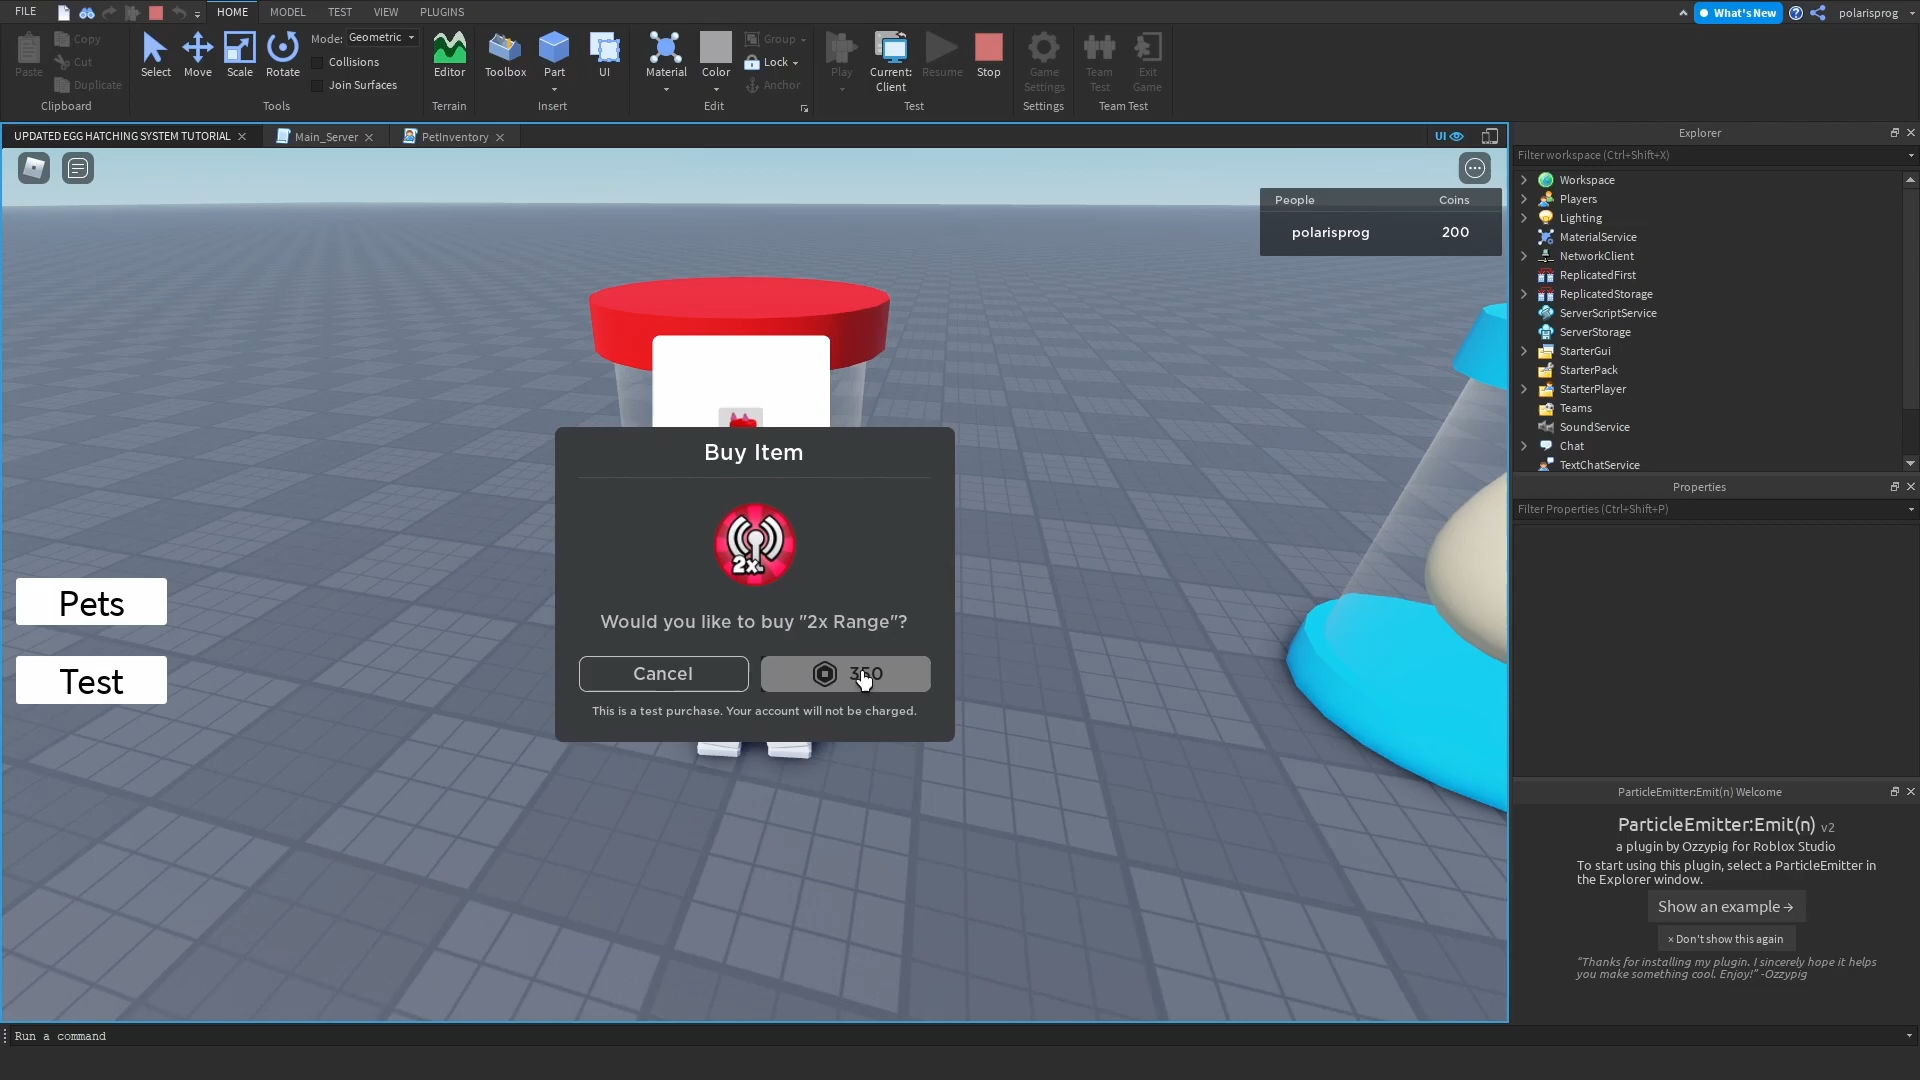 FILE
HOME
MODEL
TEST
VIEW
PLUGINS
What's New
polarisprog
Paste
Copy
Cut
Duplicate
Clipboard
Select
Move
Scale
Rotate
Mode:
Geometric
Collisions
Join Surfaces
Tools
Editor
Terrain
Toolbox
Part
UI
Insert
Material
Color
Group
Lock
Anchor
Edit
Play
Current:
Client
Resume
Stop
Test
Game
Settings
Settings
Team
Test
Exit
Game
Team Test
UPDATED EGG HATCHING SYSTEM TUTORIAL
Main_Server
PetInventory
UI
People
Coins
polarisprog
200
Pets
Test
Buy Item
2x
Would you like to buy "2x Range"?
Cancel
350
This is a test purchase. Your account will not be charged.
Explorer
Filter workspace (Ctrl+Shift+X)
Workspace
Players
Lighting
MaterialService
NetworkClient
ReplicatedFirst
ReplicatedStorage
ServerScriptService
ServerStorage
StarterGui
StarterPack
StarterPlayer
Teams
SoundService
Chat
TextChatService
Properties
Filter Properties (Ctrl+Shift+P)
ParticleEmitter:Emit(n) Welcome
ParticleEmitter:Emit(n) v2
a plugin by Ozzypig for Roblox Studio
To start using this plugin, select a ParticleEmitter in
the Explorer window.
Show an example →
× Don't show this again
"Thanks for installing my plugin. I sincerely hope it helps
you make something cool. Enjoy!" -Ozzypig
Run a command